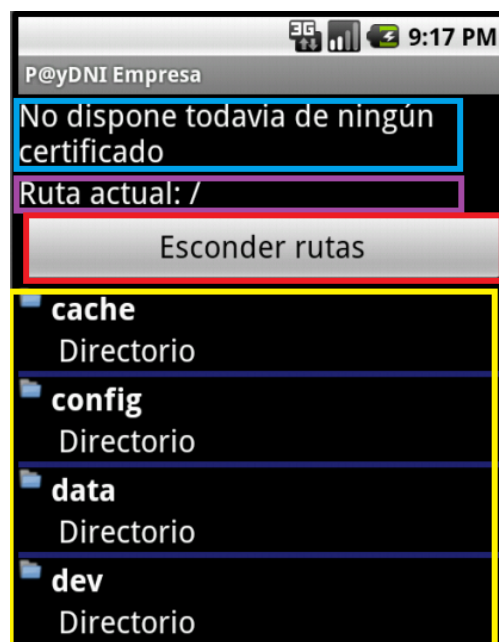 3G 9:17 PM
P@yDNI Empresa
No dispone todavia de ningún
certificado
Ruta actual: /
Esconder rutas
cache
Directorio
config
Directorio
data
Directorio
dev
Directorio